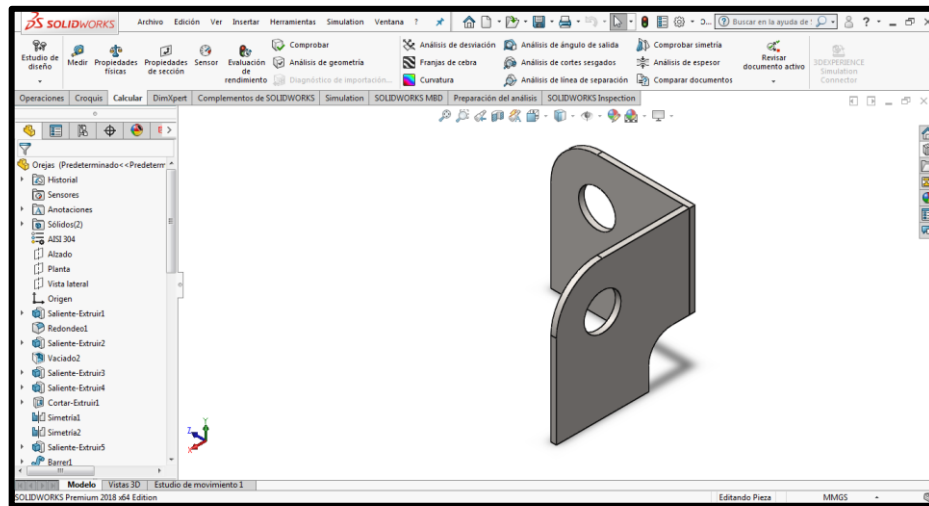 SOLIDWORKS Archivo Edición Ver Insertar Herramientas Simulation Ventana ? Buscar en la ayuda de
Estudio de diseño
Medir
Propiedades físicas
Propiedades de sección
Sensor
Evaluación de rendimiento
Comprobar
Análisis de geometría
Diagnóstico de importación...
Análisis de desviación
Franjas de cebra
Curvatura
Análisis de ángulo de salida
Análisis de cortes sesgados
Análisis de línea de separación
Comprobar simetría
Análisis de espesor
Comparar documentos
Revisar documento activo
3DEXPERIENCE Simulation Connector
Operaciones Croquis Calcular DimXpert Complementos de SOLIDWORKS Simulation SOLIDWORKS MBD Preparación del análisis SOLIDWORKS Inspection
Orejas (Predeterminado<<Predeterm
Historial
Sensores
Anotaciones
Sólidos(2)
AISI 304
Alzado
Planta
Vista lateral
Origen
Saliente-Extruir1
Redondeo1
Saliente-Extruir2
Vaciado2
Saliente-Extruir3
Saliente-Extruir4
Cortar-Extruir1
Simetría1
Simetría2
Saliente-Extruir5
Barrer1
Y
Z
X
Modelo Vistas 3D Estudio de movimiento 1
SOLIDWORKS Premium 2018 x64 Edition Editando Pieza MMGS